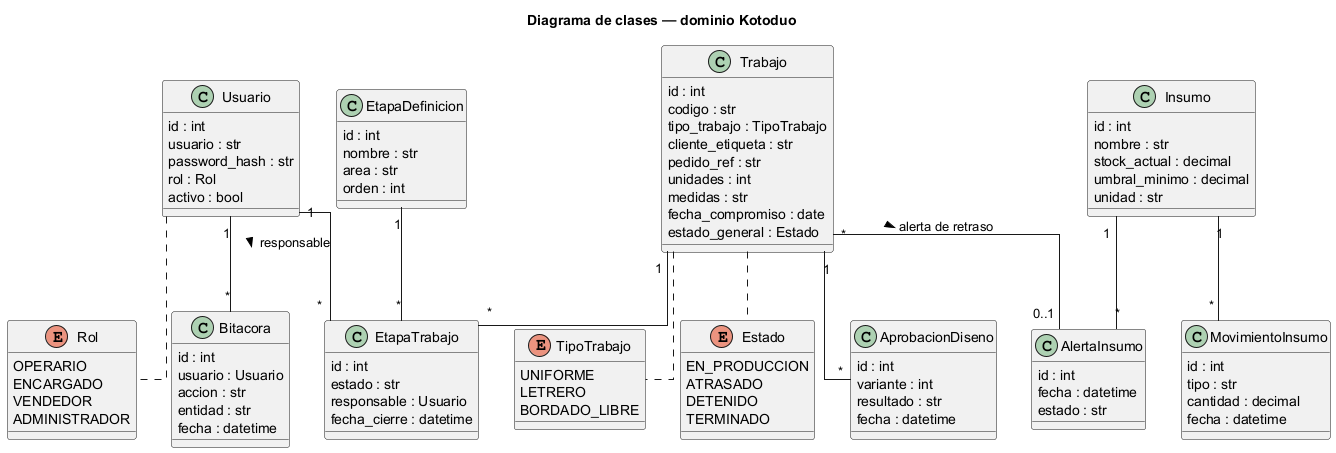 Diagrama de clases — dominio Kotoduo
C Usuario
id : int
usuario : str
password_hash : str
rol : Rol
activo : bool
C EtapaDefinicion
id : int
nombre : str
area : str
orden : int
C Trabajo
id : int
codigo : str
tipo_trabajo : TipoTrabajo
cliente_etiqueta : str
pedido_ref : str
unidades : int
medidas : str
fecha_compromiso : date
estado_general : Estado
C Insumo
id : int
nombre : str
stock_actual : decimal
umbral_minimo : decimal
unidad : str
1
1
1
responsable
*
*
*
1
*
1
*
*
alerta de retraso
0..1
1
*
1
*
E Rol
OPERARIO
ENCARGADO
VENDEDOR
ADMINISTRADOR
C Bitacora
id : int
usuario : Usuario
accion : str
entidad : str
fecha : datetime
C EtapaTrabajo
id : int
estado : str
responsable : Usuario
fecha_cierre : datetime
E TipoTrabajo
UNIFORME
LETRERO
BORDADO_LIBRE
E Estado
EN_PRODUCCION
ATRASADO
DETENIDO
TERMINADO
C AprobacionDiseno
id : int
variante : int
resultado : str
fecha : datetime
C AlertaInsumo
id : int
fecha : datetime
estado : str
C MovimientoInsumo
id : int
tipo : str
cantidad : decimal
fecha : datetime